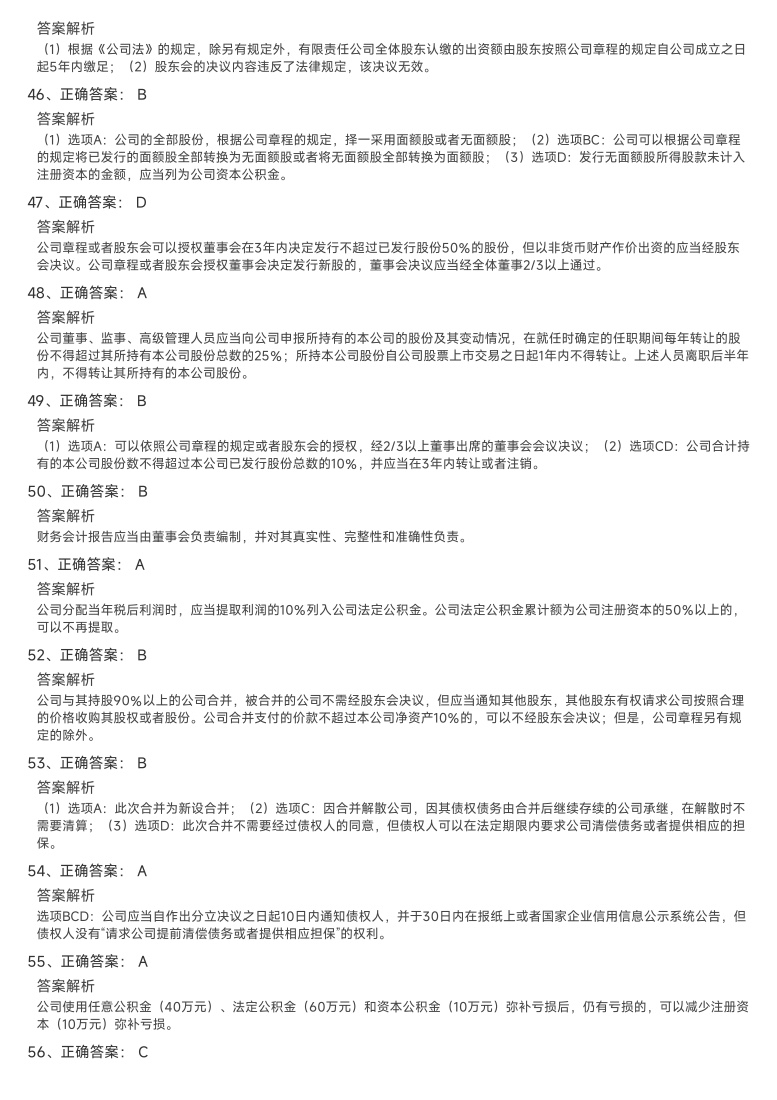 答案解析
（1）根据《公司法》的规定，除另有规定外，有限责任公司全体股东认缴的出资额由股东按照公司章程的规定自公司成立之日
起5年内缴足；（2）股东会的决议内容违反了法律规定，该决议无效。
46、正确答案： B
答案解析
（1）选项A：公司的全部股份，根据公司章程的规定，择一采用面额股或者无面额股；（2）选项BC：公司可以根据公司章程
的规定将已发行的面额股全部转换为无面额股或者将无面额股全部转换为面额股；（3）选项D：发行无面额股所得股款未计入
注册资本的金额，应当列为公司资本公积金。
47、正确答案： D
答案解析
公司章程或者股东会可以授权董事会在3年内决定发行不超过已发行股份50%的股份，但以非货币财产作价出资的应当经股东
会决议。公司章程或者股东会授权董事会决定发行新股的，董事会决议应当经全体董事2/3以上通过。
48、正确答案： A
答案解析
公司董事、监事、高级管理人员应当向公司申报所持有的本公司的股份及其变动情况，在就任时确定的任职期间每年转让的股
份不得超过其所持有本公司股份总数的25%；所持本公司股份自公司股票上市交易之日起1年内不得转让。上述人员离职后半年
内，不得转让其所持有的本公司股份。
49、正确答案： B
答案解析
（1）选项A：可以依照公司章程的规定或者股东会的授权，经2/3以上董事出席的董事会会议决议；（2）选项CD：公司合计持
有的本公司股份数不得超过本公司已发行股份总数的10%，并应当在3年内转让或者注销。
50、正确答案： B
答案解析
财务会计报告应当由董事会负责编制，并对其真实性、完整性和准确性负责。
51、正确答案： A
答案解析
公司分配当年税后利润时，应当提取利润的10%列入公司法定公积金。公司法定公积金累计额为公司注册资本的50%以上的，
可以不再提取。
52、正确答案： B
答案解析
公司与其持股90%以上的公司合并，被合并的公司不需经股东会决议，但应当通知其他股东，其他股东有权请求公司按照合理
的价格收购其股权或者股份。公司合并支付的价款不超过本公司净资产10%的，可以不经股东会决议；但是，公司章程另有规
定的除外。
53、正确答案： B
答案解析
（1）选项A：此次合并为新设合并；（2）选项C：因合并解散公司，因其债权债务由合并后继续存续的公司承继，在解散时不
需要清算；（3）选项D：此次合并不需要经过债权人的同意，但债权人可以在法定期限内要求公司清偿债务或者提供相应的担
保。
54、正确答案： A
答案解析
选项BCD：公司应当自作出分立决议之日起10日内通知债权人，并于30日内在报纸上或者国家企业信用信息公示系统公告，但
债权人没有“请求公司提前清偿债务或者提供相应担保”的权利。
55、正确答案： A
答案解析
公司使用任意公积金（40万元）、法定公积金（60万元）和资本公积金（10万元）弥补亏损后，仍有亏损的，可以减少注册资
本（10万元）弥补亏损。
56、正确答案： C